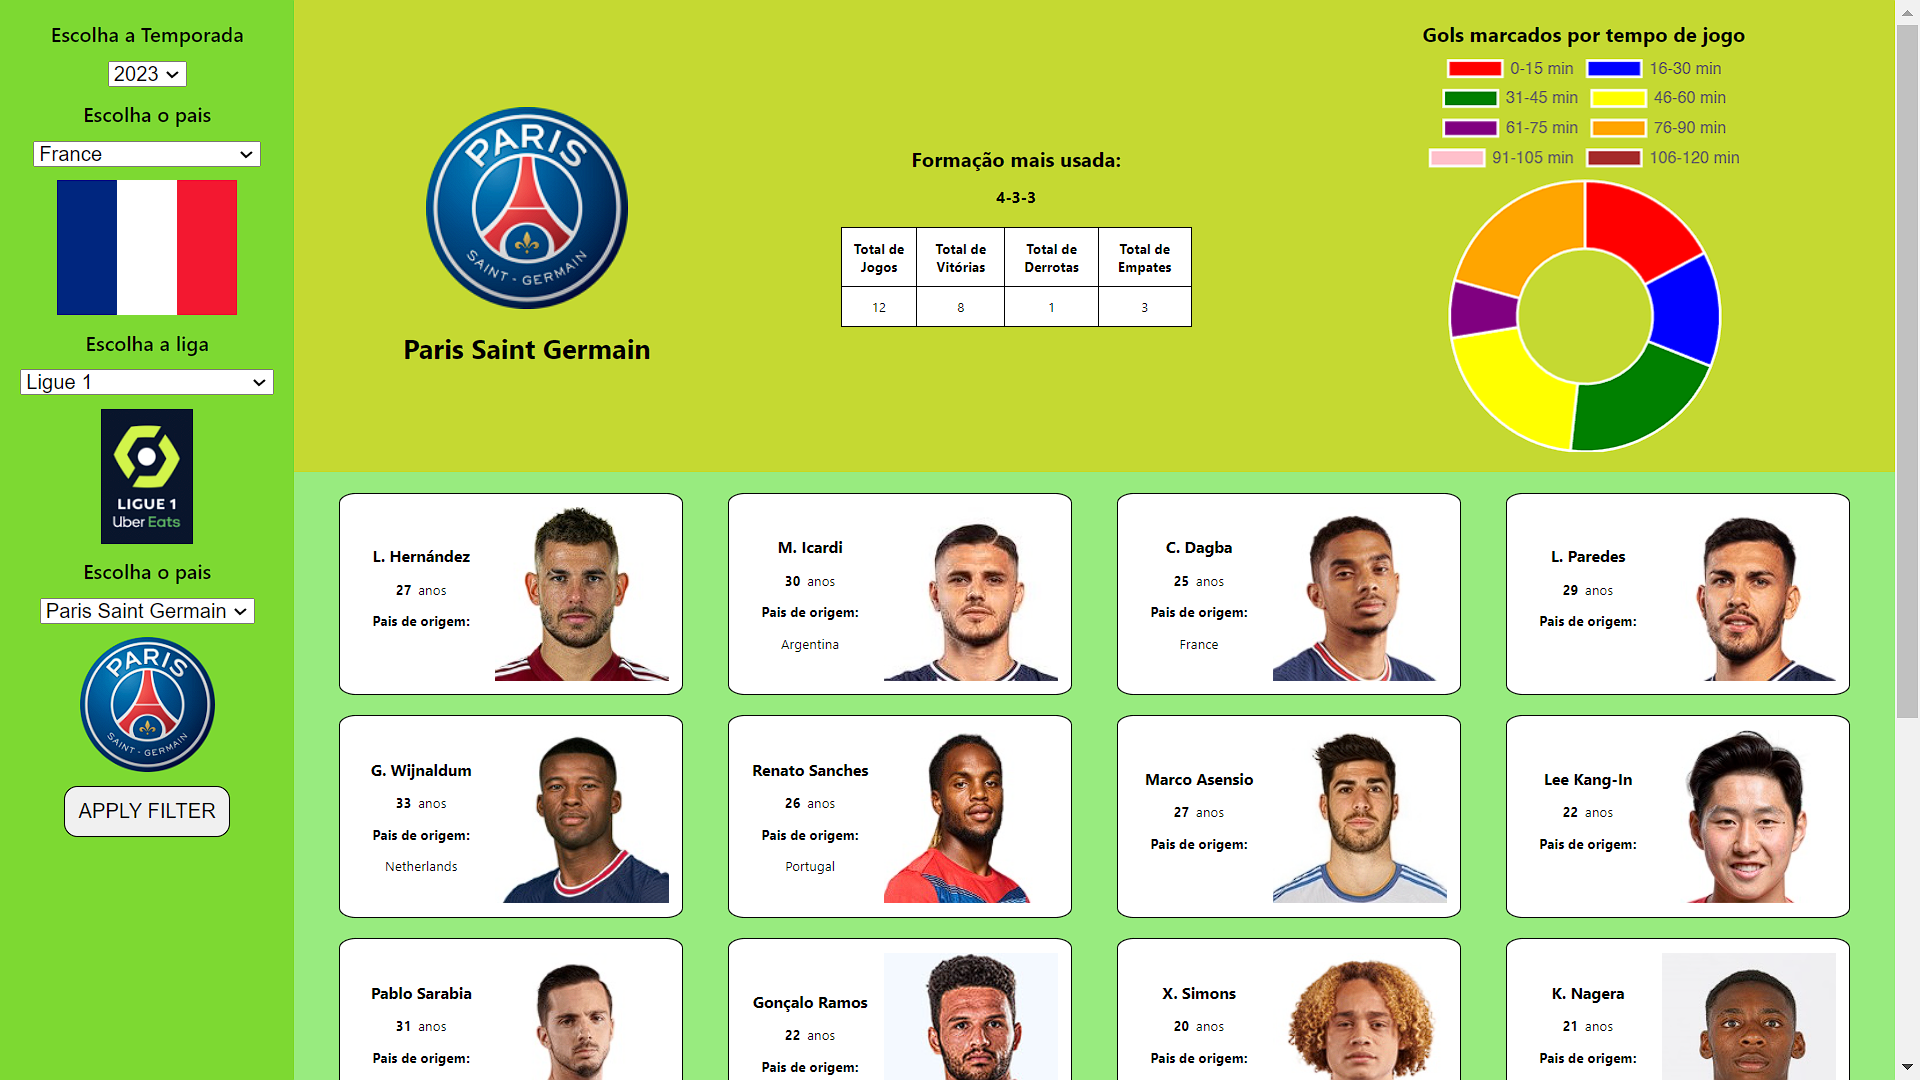 Escolha a Temporada
2023
Escolha o pais
France
Escolha a liga
Ligue 1
LIGUE 1
Uber Eats
Escolha o pais
Paris Saint Germain
PARIS
SAINT - GERMAIN
APPLY FILTER
PARIS
SAINT - GERMAIN
Paris Saint Germain
Formação mais usada:
4-3-3
Total de Jogos
Total de Vitórias
Total de Derrotas
Total de Empates
12 8 1 3
Gols marcados por tempo de jogo
0-15 min 16-30 min
31-45 min 46-60 min
61-75 min 76-90 min
91-105 min 106-120 min
L. Hernández
27 anos
Pais de origem:
M. Icardi
30 anos
Pais de origem:
Argentina
C. Dagba
25 anos
Pais de origem:
France
L. Paredes
29 anos
Pais de origem:
G. Wijnaldum
33 anos
Pais de origem:
Netherlands
Renato Sanches
26 anos
Pais de origem:
Portugal
Marco Asensio
27 anos
Pais de origem:
Lee Kang-In
22 anos
Pais de origem:
Pablo Sarabia
31 anos
Pais de origem:
Gonçalo Ramos
22 anos
Pais de origem:
X. Simons
20 anos
Pais de origem:
K. Nagera
21 anos
Pais de origem: